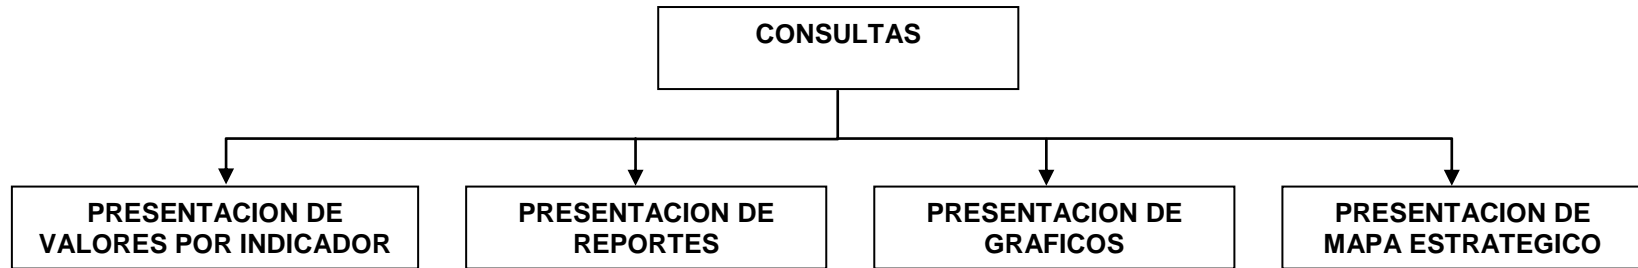 CONSULTAS
PRESENTACION DE
VALORES POR INDICADOR
PRESENTACION DE
REPORTES
PRESENTACION DE
GRAFICOS
PRESENTACION DE
MAPA ESTRATEGICO